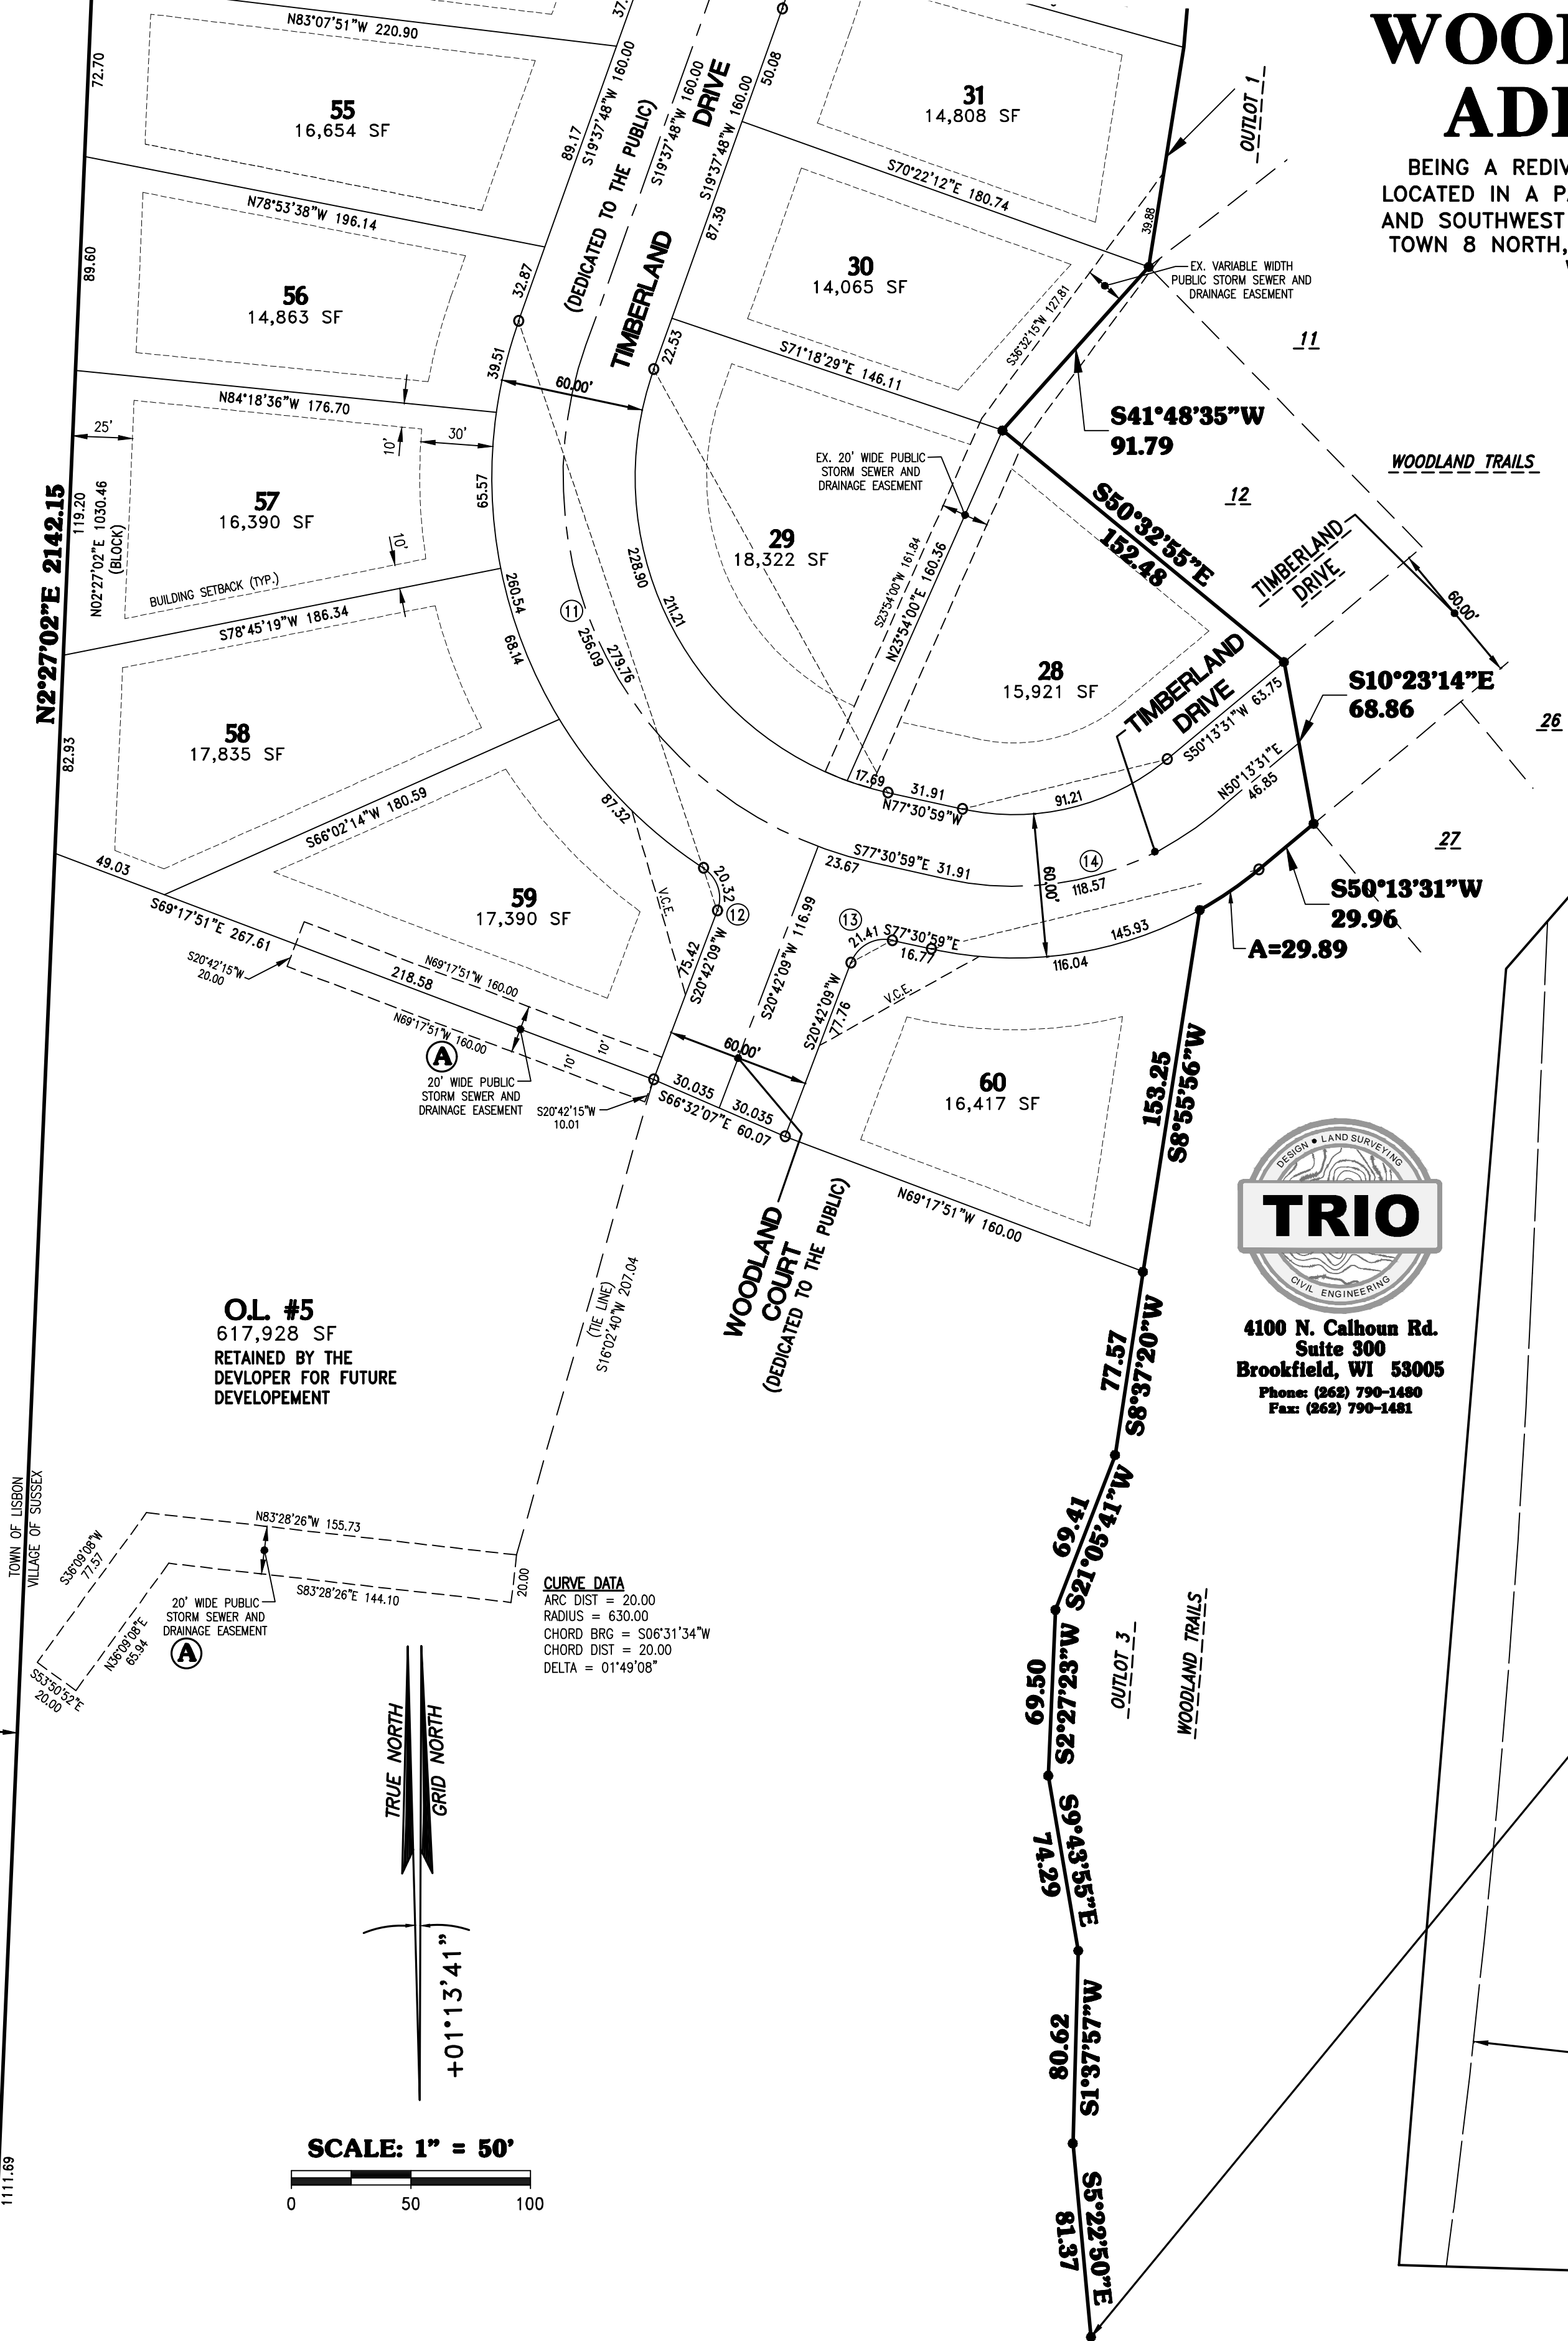 WOOD
ADD
BEING A REDIV
LOCATED IN A PA
AND SOUTHWEST
TOWN 8 NORTH,
N83°07'51"W 220.90
37.
72.70
55
16,654 SF
89.17
S19°37'48"W 160.00
(DEDICATED TO THE PUBLIC)
S19°37'48"W 160.00
TIMBERLAND DRIVE
S19°37'48"W 160.00
50.08
87.39
31
14,808 SF
OUTLOT 1
39.88
S70°22'12"E 180.74
N78°53'38"W 196.14
89.60
56
14,863 SF
32.87
39.51
60.00'
22.53
30
14,065 SF
S36°32'15"W 127.81
EX. VARIABLE WIDTH
PUBLIC STORM SEWER AND
DRAINAGE EASEMENT
11
S71°18'29"E 146.11
S41°48'35"W
91.79
WOODLAND TRAILS
N84°18'36"W 176.70
25'
10'
30'
N2°27'02"E 2142.15
119.20
N02°27'02"E 1030.46
(BLOCK)
57
16,390 SF
65.57
10'
BUILDING SETBACK (TYP.)
EX. 20' WIDE PUBLIC
STORM SEWER AND
DRAINAGE EASEMENT
29
18,322 SF
228.90
211.21
S23°54'00"W 161.84
N23°54'00"E 160.36
12
S50°32'55"E
152.48
TIMBERLAND
DRIVE
60.00'
S78°45'19"W 186.34
260.54
68.14
11
256.09
279.76
28
15,921 SF
TIMBERLAND
DRIVE
S50°13'31"W 63.75
N50°13'31"E
46.85
S10°23'14"E
68.86
26
58
17,835 SF
82.93
S66°02'14"W 180.59
87.32
17.69
31.91
N77°30'59"W
91.21
S77°30'59"E 31.91
23.67
14
118.57
60.00'
27
S50°13'31"W
29.96
A=29.89
49.03
S69°17'51"E 267.61
59
17,390 SF
V.C.E.
20.32
12
75.42
S20°42'09"W
S20°42'09"W 116.99
13
21.41
S77°30'59"E
16.77
145.93
116.04
S20°42'09"W
77.76
V.C.E.
S20°42'15"W
20.00
218.58
N69°17'51"W 160.00
N69°17'51"W 160.00
10'
10'
A
20' WIDE PUBLIC
STORM SEWER AND
DRAINAGE EASEMENT
S20°42'15"W
10.01
60.00'
30.035
30.035
S66°32'07"E 60.07
60
16,417 SF
153.25
S8°55'56"W
N69°17'51"W 160.00
WOODLAND
COURT
(DEDICATED TO THE PUBLIC)
DESIGN • LAND SURVEYING
TRIO
CIVIL ENGINEERING
4100 N. Calhoun Rd.
Suite 300
Brookfield, WI 53005
Phone: (262) 790-1480
Fax: (262) 790-1481
O.L. #5
617,928 SF
RETAINED BY THE
DEVLOPER FOR FUTURE
DEVELOPEMENT
(TIE LINE)
S16°02'40"W 207.04
77.57
S8°37'20"W
69.41
S21°05'41"W
TOWN OF LISBON
VILLAGE OF SUSSEX
S36°09'08"W
77.57
N83°28'26"W 155.73
S83°28'26"E 144.10
20.00
20' WIDE PUBLIC
STORM SEWER AND
DRAINAGE EASEMENT
A
N36°09'08"E
65.94
S53°50'52"E
20.00
CURVE DATA
ARC DIST = 20.00
RADIUS = 630.00
CHORD BRG = S06°31'34"W
CHORD DIST = 20.00
DELTA = 01°49'08"
69.50
S2°27'23"W
OUTLOT 3
WOODLAND TRAILS
TRUE NORTH
GRID NORTH
+01°13'41"
S9°43'55"E
74.29
80.62
S1°37'57"W
S5°22'50"E
81.37
SCALE: 1" = 50'
0 50 100
1111.69